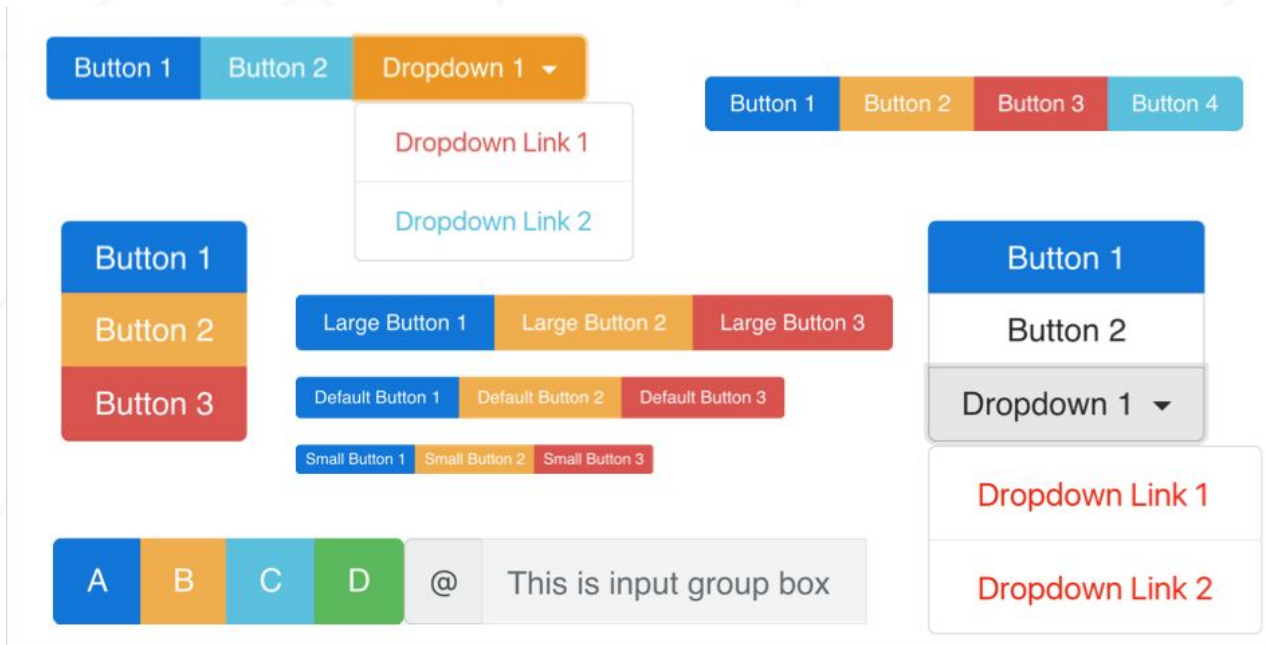 Button 1 Button 2 Dropdown 1
Dropdown Link 1
Dropdown Link 2
Button 1 Button 2 Button 3 Button 4
Button 1
Button 2
Button 3
Large Button 1 Large Button 2 Large Button 3
Default Button 1 Default Button 2 Default Button 3
Small Button 1 Small Button 2 Small Button 3
Button 1
Button 2
Dropdown 1
Dropdown Link 1
Dropdown Link 2
A B C D @ This is input group box